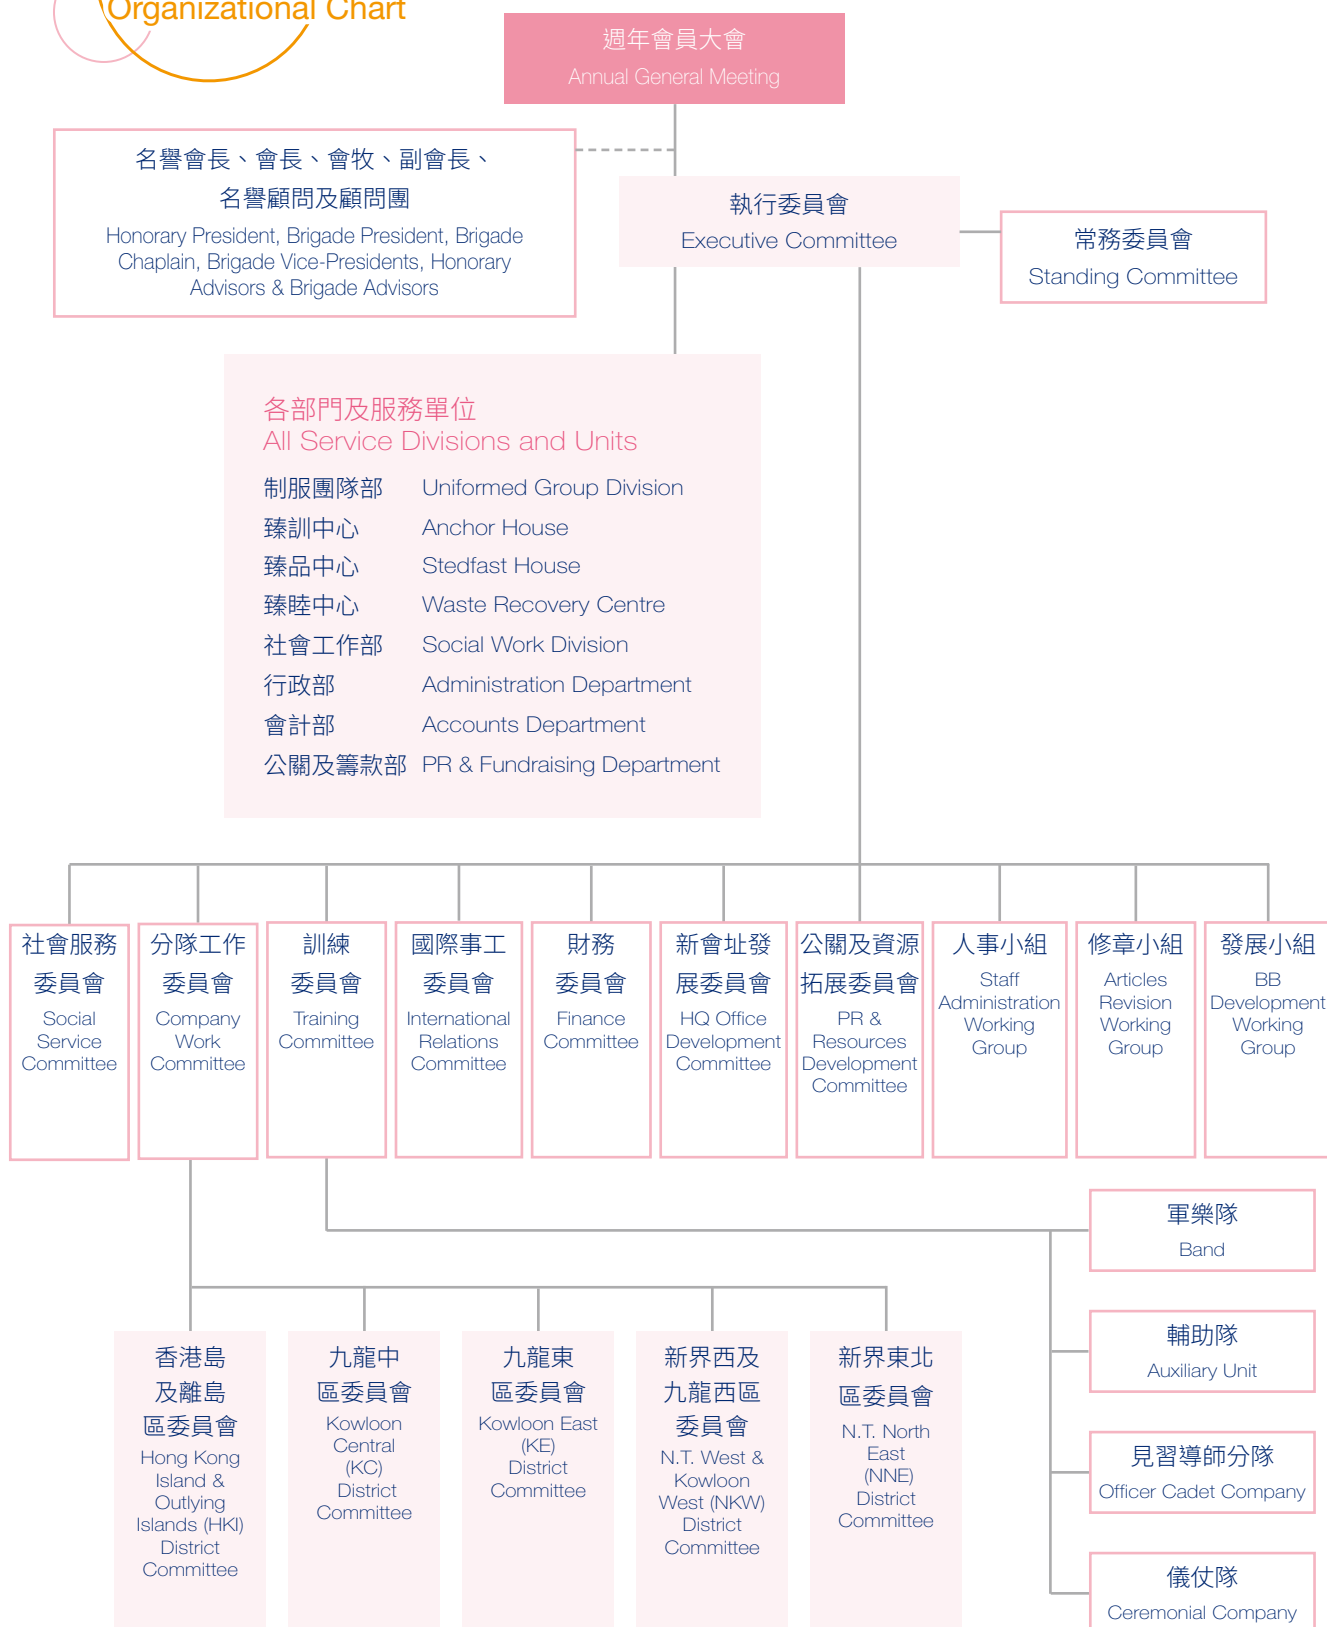 Organizational Chart
週年會員大會
Annual General Meeting
名譽會長、會長、會牧、副會長、
名譽顧問及顧問團
Honorary President, Brigade President, Brigade
Chaplain, Brigade Vice-Presidents, Honorary
Advisors & Brigade Advisors
執行委員會
Executive Committee
常務委員會
Standing Committee
各部門及服務單位
All Service Divisions and Units
制服團隊部 Uniformed Group Division
臻訓中心 Anchor House
臻品中心 Stedfast House
臻睦中心 Waste Recovery Centre
社會工作部 Social Work Division
行政部 Administration Department
會計部 Accounts Department
公關及籌款部 PR & Fundraising Department
社會服務
委員會
Social
Service
Committee
分隊工作
委員會
Company
Work
Committee
訓練
委員會
Training
Committee
國際事工
委員會
International
Relations
Committee
財務
委員會
Finance
Committee
新會址發
展委員會
HQ Office
Development
Committee
公關及資源
拓展委員會
PR &
Resources
Development
Committee
人事小組
Staff
Administration
Working
Group
修章小組
Articles
Revision
Working
Group
發展小組
BB
Development
Working
Group
軍樂隊
Band
輔助隊
Auxiliary Unit
見習導師分隊
Officer Cadet Company
儀仗隊
Ceremonial Company
香港島
及離島
區委員會
Hong Kong
Island &
Outlying
Islands (HKI)
District
Committee
九龍中
區委員會
Kowloon
Central
(KC)
District
Committee
九龍東
區委員會
Kowloon East
(KE)
District
Committee
新界西及
九龍西區
委員會
N.T. West &
Kowloon
West (NKW)
District
Committee
新界東北
區委員會
N.T. North
East
(NNE)
District
Committee